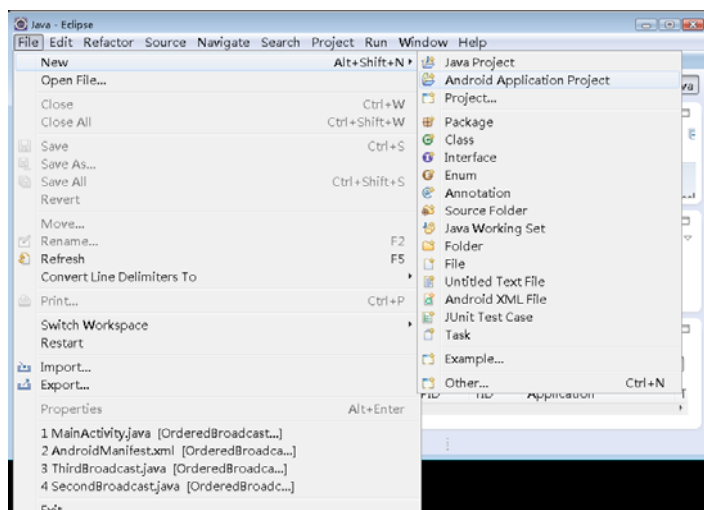 Java - Eclipse
File Edit Refactor Source Navigate Search Project Run Window Help
New Alt+Shift+N
Open File...
Close Ctrl+W
Close All Ctrl+Shift+W
Save Ctrl+S
Save As...
Save All Ctrl+Shift+S
Revert
Move...
Rename... F2
Refresh F5
Convert Line Delimiters To
Print... Ctrl+P
Switch Workspace
Restart
Import...
Export...
Properties Alt+Enter
1 MainActivity.java [OrderedBroadcast...]
2 AndroidManifest.xml [OrderedBroadca...]
3 ThirdBroadcast.java [OrderedBroadca...]
4 SecondBroadcast.java [OrderedBroadc...]
Exit
Java Project
Android Application Project
Project...
Package
Class
Interface
Enum
Annotation
Source Folder
Java Working Set
Folder
File
Untitled Text File
Android XML File
JUnit Test Case
Task
Example...
Other... Ctrl+N
PID TID Application